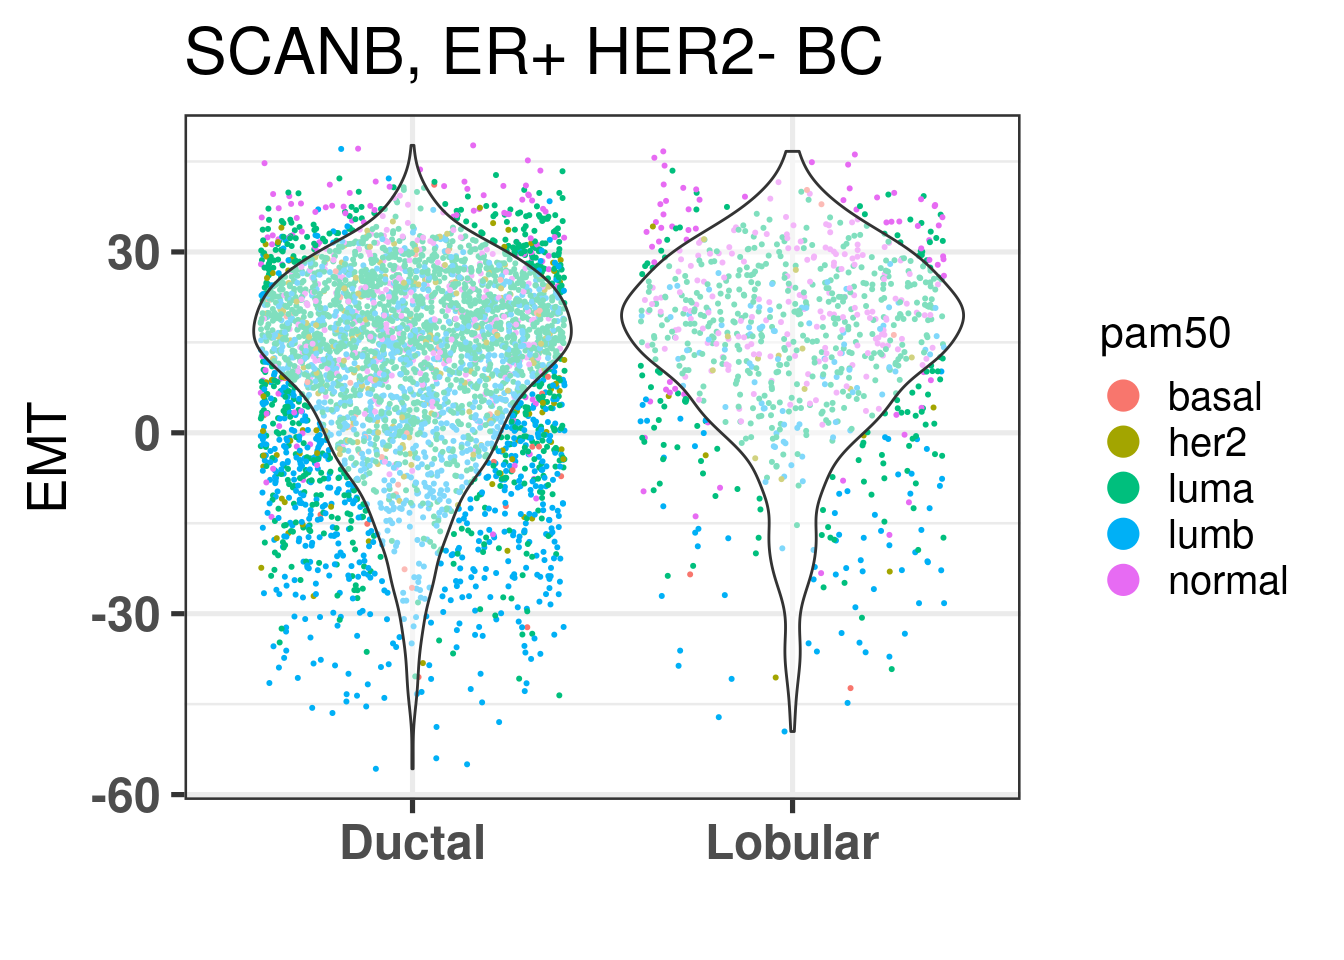 SCANB, ER+ HER2- BC
EMT
30
0
-30
-60
Ductal
Lobular
pam50
basal
her2
luma
lumb
normal